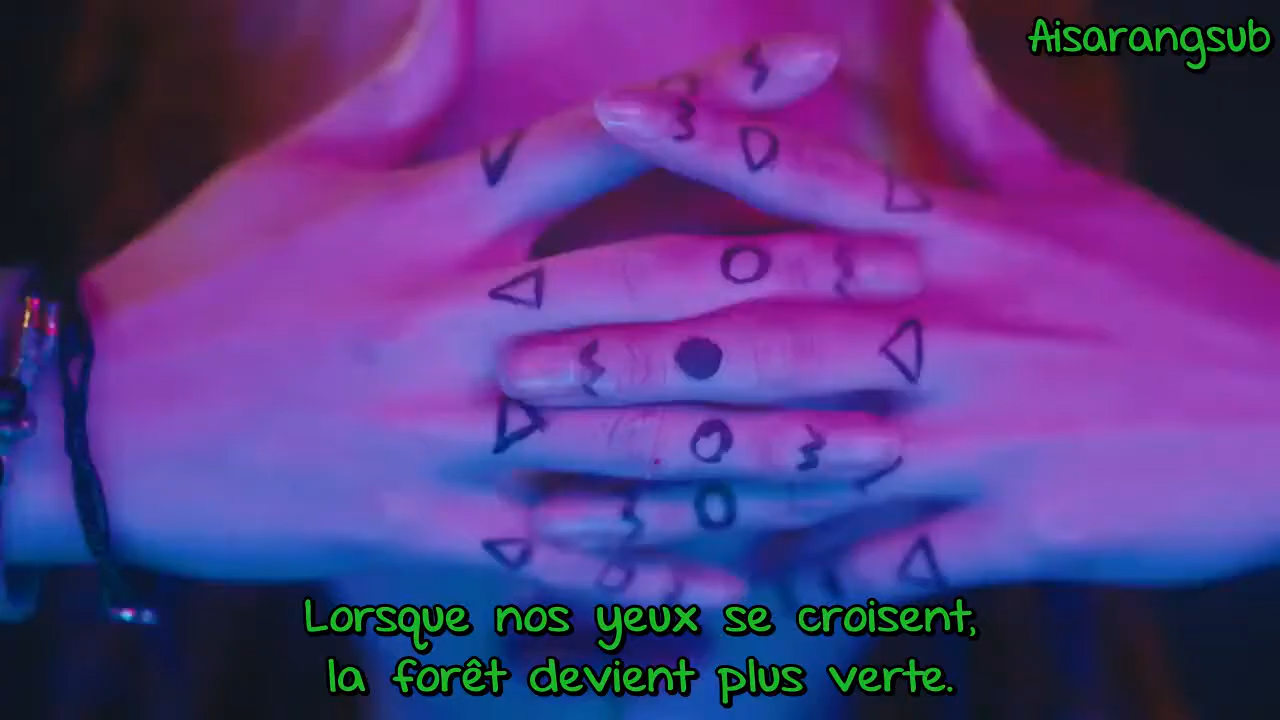 Aisarangsub
Lorsque nos yeux se croisent,
la forêt devient plus verte.